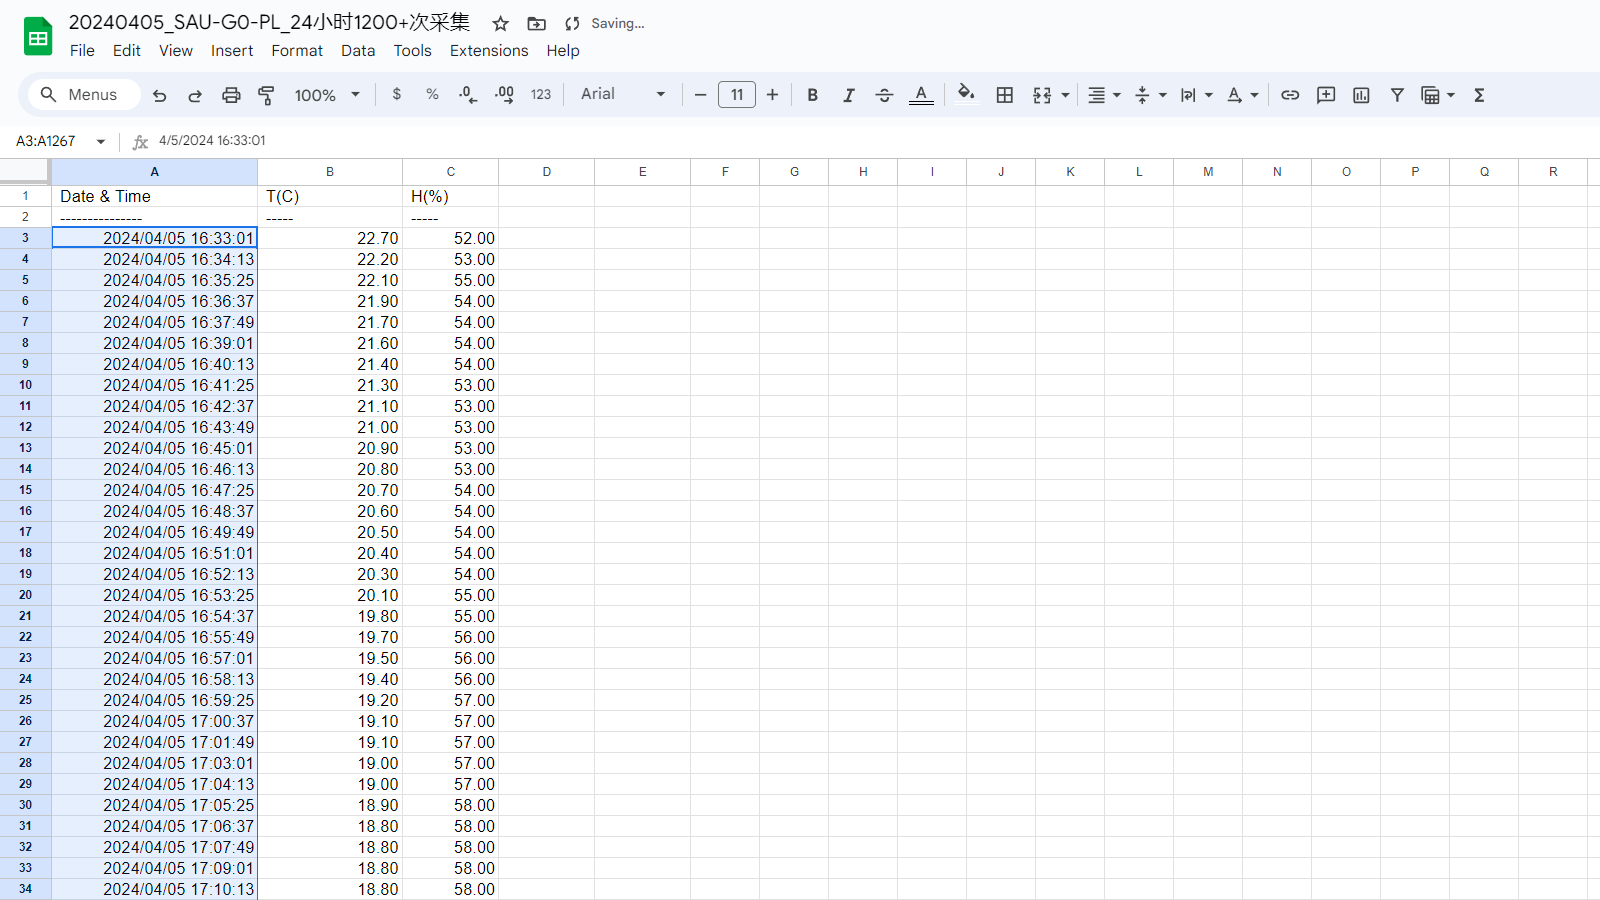 20240405_SAU-G0-PL_24小时1200+次采集 Saving...
File Edit View Insert Format Data Tools Extensions Help
Menus 100% $ % .0 .00 123 Arial 11 B I A
A3:A1267 fx 4/5/2024 16:33:01
A B C D E F G H I J K L M N O P Q R
1 Date & Time T(C) H(%)
2 --------------- ----- -----
3 2024/04/05 16:33:01 22.70 52.00
4 2024/04/05 16:34:13 22.20 53.00
5 2024/04/05 16:35:25 22.10 55.00
6 2024/04/05 16:36:37 21.90 54.00
7 2024/04/05 16:37:49 21.70 54.00
8 2024/04/05 16:39:01 21.60 54.00
9 2024/04/05 16:40:13 21.40 54.00
10 2024/04/05 16:41:25 21.30 53.00
11 2024/04/05 16:42:37 21.10 53.00
12 2024/04/05 16:43:49 21.00 53.00
13 2024/04/05 16:45:01 20.90 53.00
14 2024/04/05 16:46:13 20.80 53.00
15 2024/04/05 16:47:25 20.70 54.00
16 2024/04/05 16:48:37 20.60 54.00
17 2024/04/05 16:49:49 20.50 54.00
18 2024/04/05 16:51:01 20.40 54.00
19 2024/04/05 16:52:13 20.30 54.00
20 2024/04/05 16:53:25 20.10 55.00
21 2024/04/05 16:54:37 19.80 55.00
22 2024/04/05 16:55:49 19.70 56.00
23 2024/04/05 16:57:01 19.50 56.00
24 2024/04/05 16:58:13 19.40 56.00
25 2024/04/05 16:59:25 19.20 57.00
26 2024/04/05 17:00:37 19.10 57.00
27 2024/04/05 17:01:49 19.10 57.00
28 2024/04/05 17:03:01 19.00 57.00
29 2024/04/05 17:04:13 19.00 57.00
30 2024/04/05 17:05:25 18.90 58.00
31 2024/04/05 17:06:37 18.80 58.00
32 2024/04/05 17:07:49 18.80 58.00
33 2024/04/05 17:09:01 18.80 58.00
34 2024/04/05 17:10:13 18.80 58.00